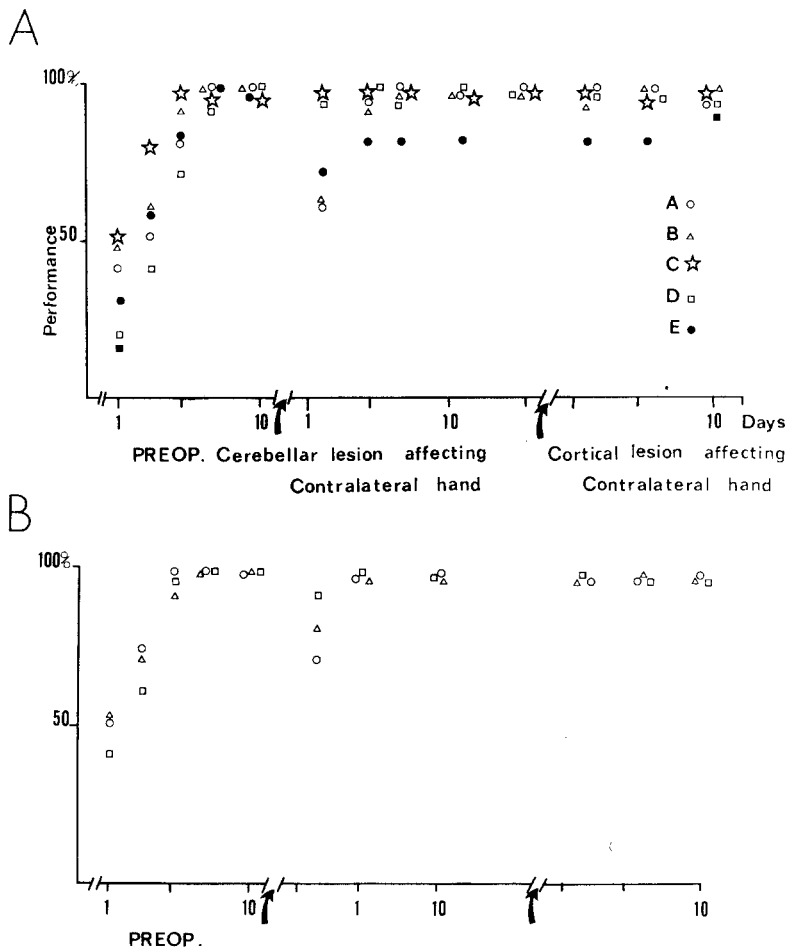 A
100%
50
Performance
A
B
C
D
E
1 10 1 10 10 Days
PREOP. Cerebellar lesion affecting Cortical lesion affecting
Contralateral hand Contralateral hand
B
100%
50
1 10 1 10 10
PREOP.